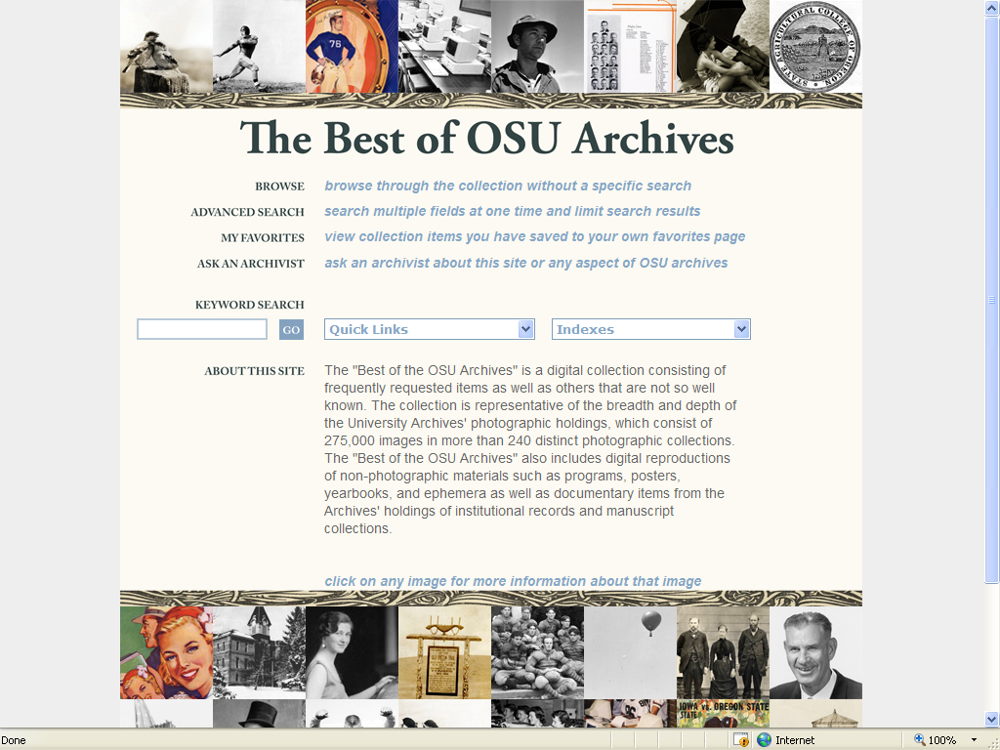 STATE AGRICULTURAL COLLEGE OF OREGON
76
The Best of OSU Archives
BROWSE browse through the collection without a specific search
ADVANCED SEARCH search multiple fields at one time and limit search results
MY FAVORITES view collection items you have saved to your own favorites page
ASK AN ARCHIVIST ask an archivist about this site or any aspect of OSU archives
KEYWORD SEARCH
GO Quick Links Indexes
ABOUT THIS SITE The "Best of the OSU Archives" is a digital collection consisting of
frequently requested items as well as others that are not so well
known. The collection is representative of the breadth and depth of
the University Archives' photographic holdings, which consist of
275,000 images in more than 240 distinct photographic collections.
The "Best of the OSU Archives" also includes digital reproductions
of non-photographic materials such as programs, posters,
yearbooks, and ephemera as well as documentary items from the
Archives' holdings of institutional records and manuscript
collections.
click on any image for more information about that image
IOWA vs. OREGON STATE
STATE
Done Internet 100%